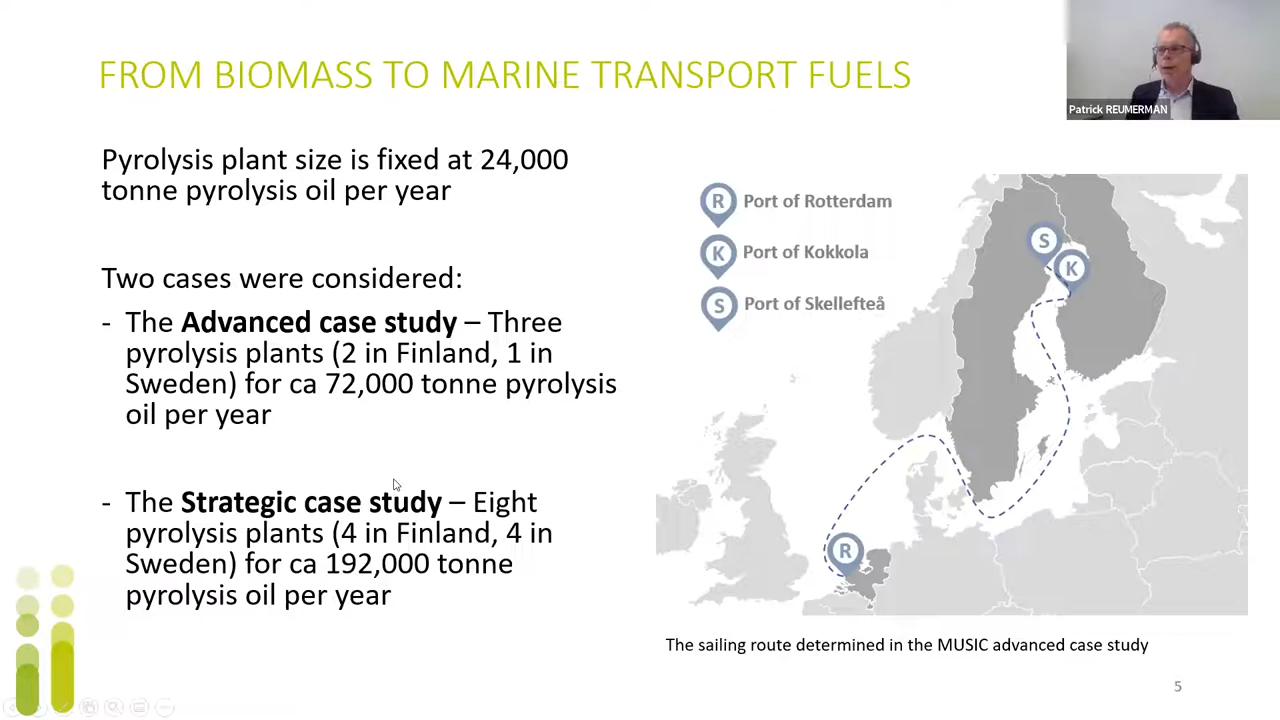 FROM BIOMASS TO MARINE TRANSPORT FUELS
Patrick REUMERMAN
Pyrolysis plant size is fixed at 24,000
tonne pyrolysis oil per year
Two cases were considered:
- The Advanced case study – Three
pyrolysis plants (2 in Finland, 1 in
Sweden) for ca 72,000 tonne pyrolysis
oil per year
- The Strategic case study – Eight
pyrolysis plants (4 in Finland, 4 in
Sweden) for ca 192,000 tonne
pyrolysis oil per year
R Port of Rotterdam
K Port of Kokkola
S Port of Skellefteå
S
K
R
The sailing route determined in the MUSIC advanced case study
5